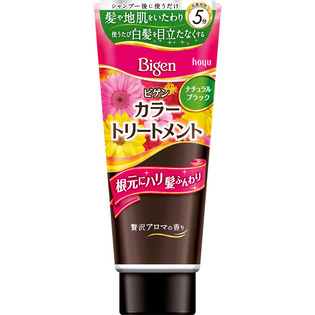 シャンプー後に使うだけ
髪や地肌をいたわり
使うたび白髪を目立たなくする
5分
Bigen
hoyu
ビゲン
カラー
トリートメント
ナチュラル
ブラック
根元にハリ髪ふんわり
贅沢アロマの香り